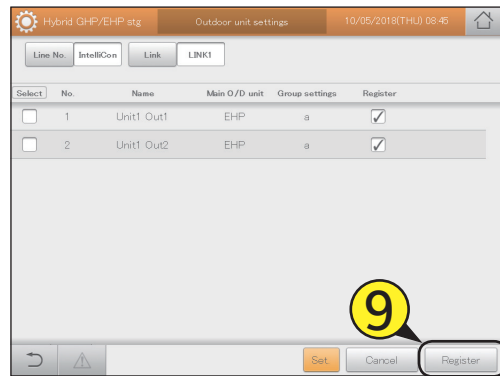 Hybrid GHP/EHP stg Outdoor unit settings 10/05/2018(THU) 08:45
Line No. IntelliCon Link LINK1
Select No. Name Main O/D unit Group settings Register
1 Unit1 Out1 EHP a
2 Unit1 Out2 EHP a
9
Set. Cancel Register